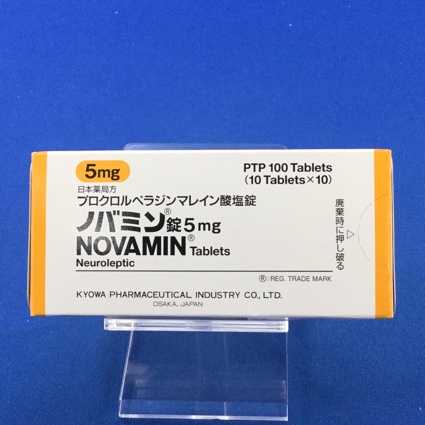 5mg
PTP 100 Tablets
(10 Tablets×10)
日本薬局方
プロクロルペラジンマレイン酸塩錠
ノバミン®錠5mg
NOVAMIN® Tablets
Neuroleptic
Ⓡ: REG. TRADE MARK
KYOWA PHARMACEUTICAL INDUSTRY CO., LTD.
OSAKA, JAPAN
廃棄時に押し破る